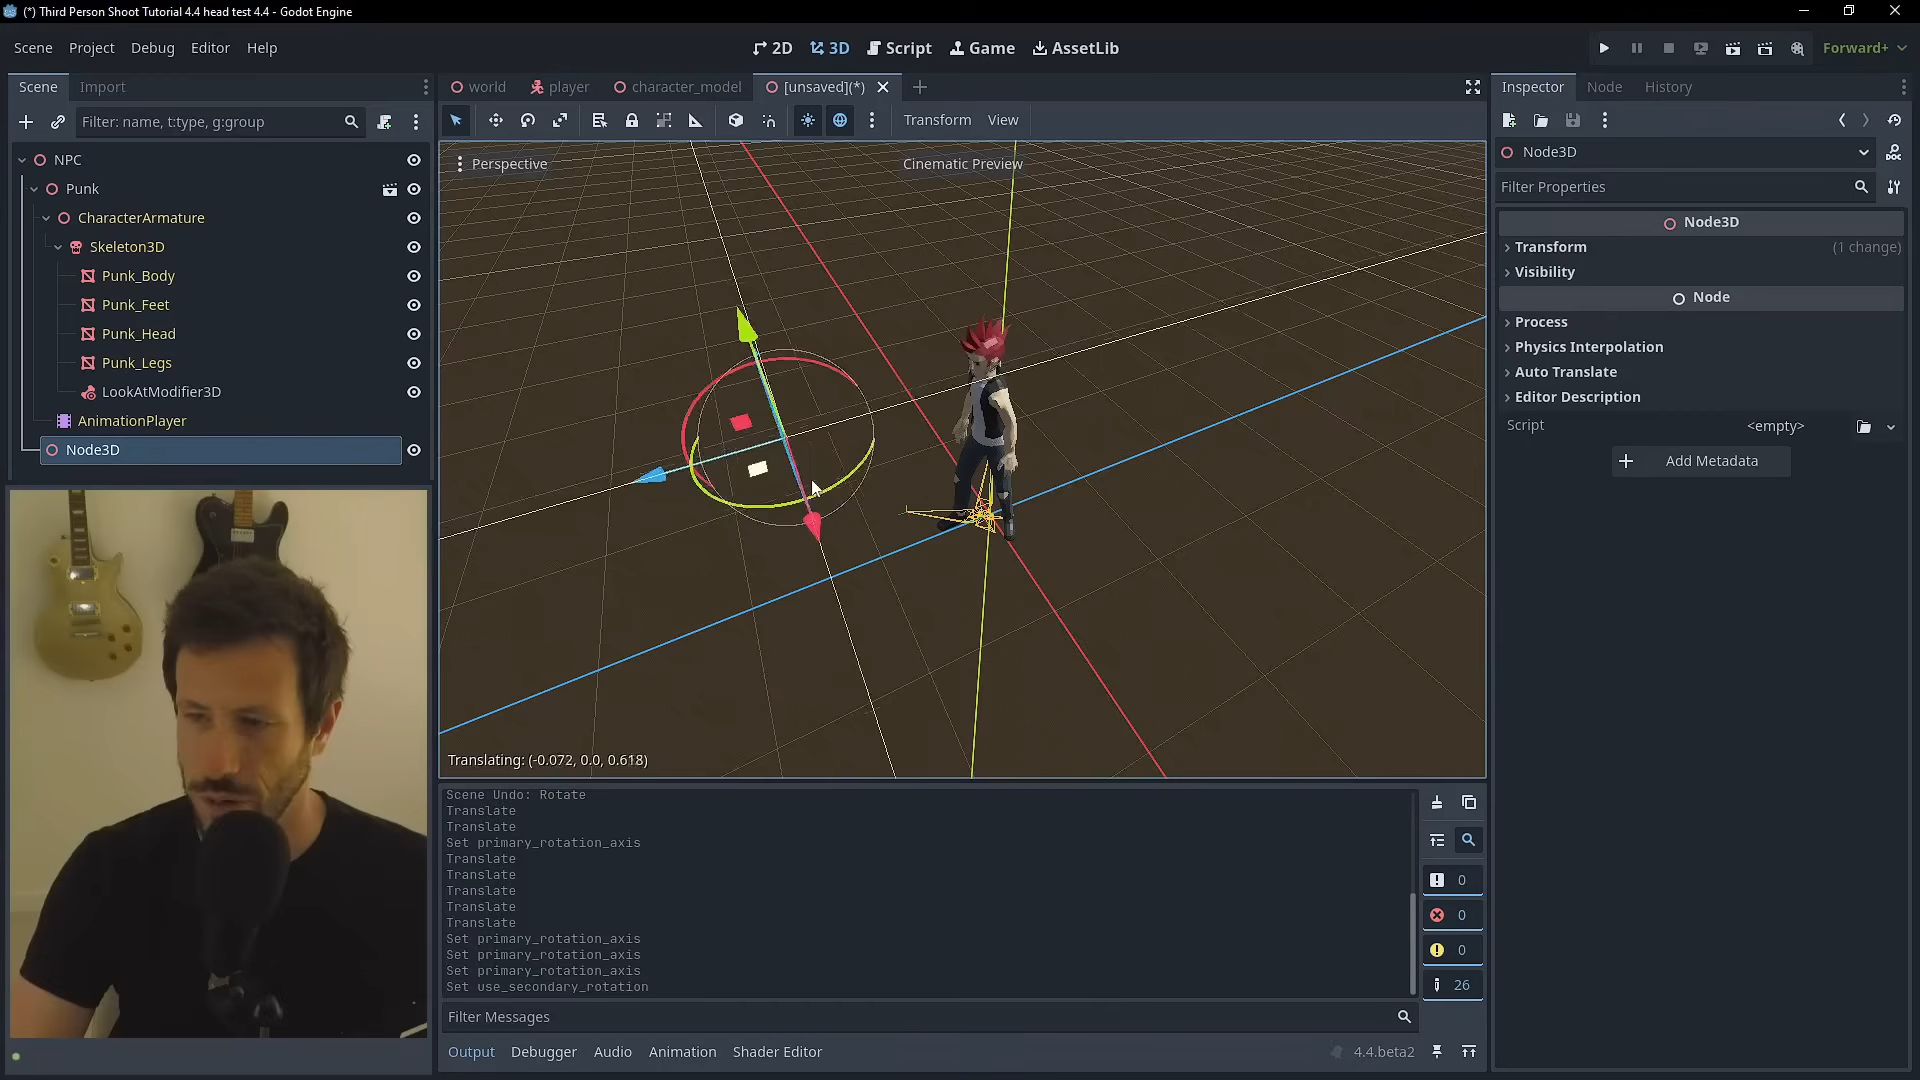 (*) Third Person Shoot Tutorial 4.4 head test 4.4 - Godot Engine
Scene Project Debug Editor Help
2D 3D Script Game AssetLib
Forward+
Scene Import
world player character_model [unsaved](*)
Inspector Node History
Filter: name, t:type, g:group
Transform View
NPC
Punk
CharacterArmature
Skeleton3D
Punk_Body
Punk_Feet
Punk_Head
Punk_Legs
LookAtModifier3D
AnimationPlayer
Node3D
Perspective
Cinematic Preview
Translating: (-0.072, 0.0, 0.618)
Node3D
Filter Properties
Node3D
Transform (1 change)
Visibility
Node
Process
Physics Interpolation
Auto Translate
Editor Description
Script <empty>
Add Metadata
Scene Undo: Rotate
Translate
Translate
Set primary_rotation_axis
Translate
Translate
Translate
Translate
Translate
Set primary_rotation_axis
Set primary_rotation_axis
Set primary_rotation_axis
Set use_secondary_rotation
0
0
0
26
Filter Messages
Output Debugger Audio Animation Shader Editor
4.4.beta2